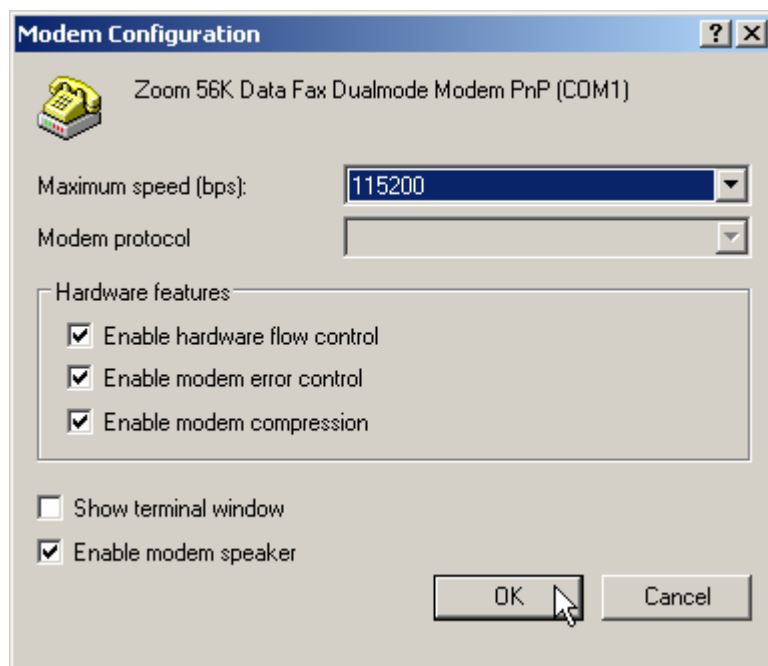 Modem Configuration
Zoom 56K Data Fax Dualmode Modem PnP (COM1)
Maximum speed (bps): 115200
Modem protocol
Hardware features
Enable hardware flow control
Enable modem error control
Enable modem compression
Show terminal window
Enable modem speaker
OK Cancel